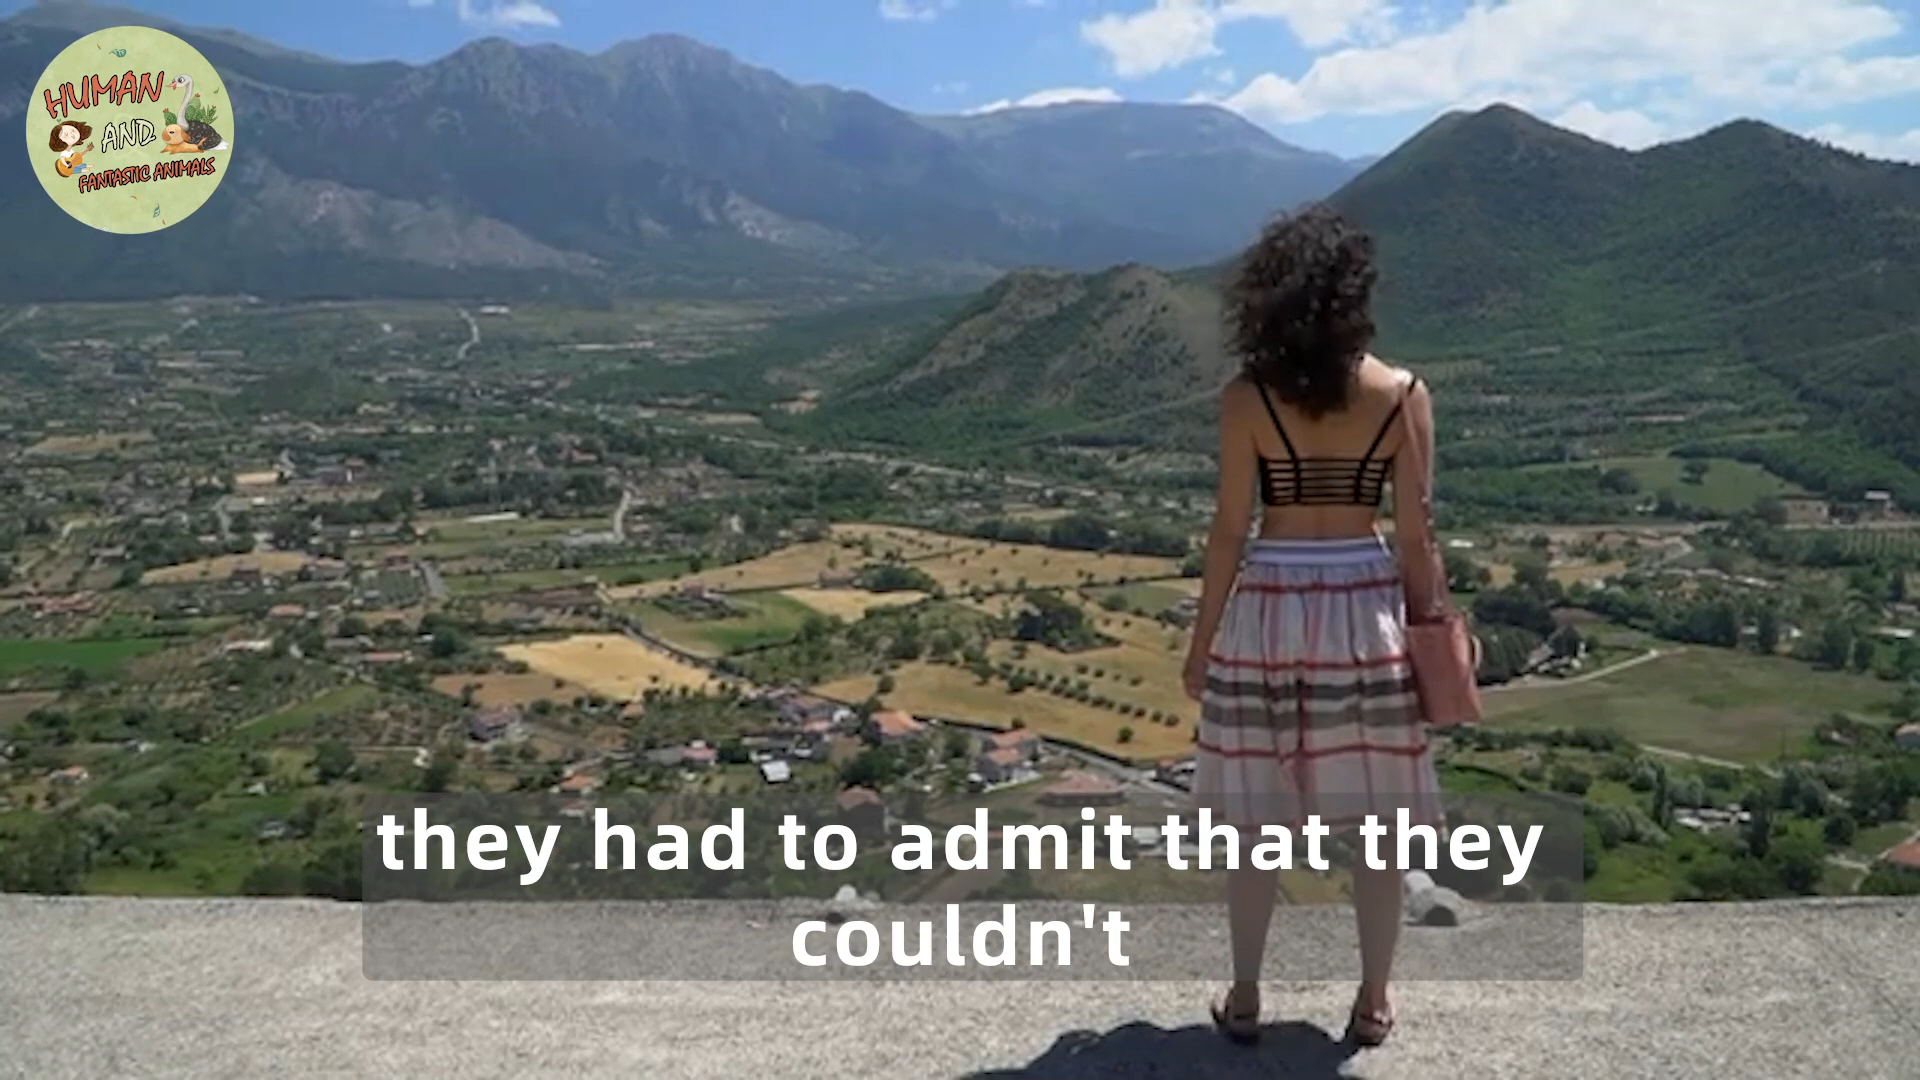 HUMAN
AND
FANTASTIC ANIMALS
they had to admit that they
couldn't